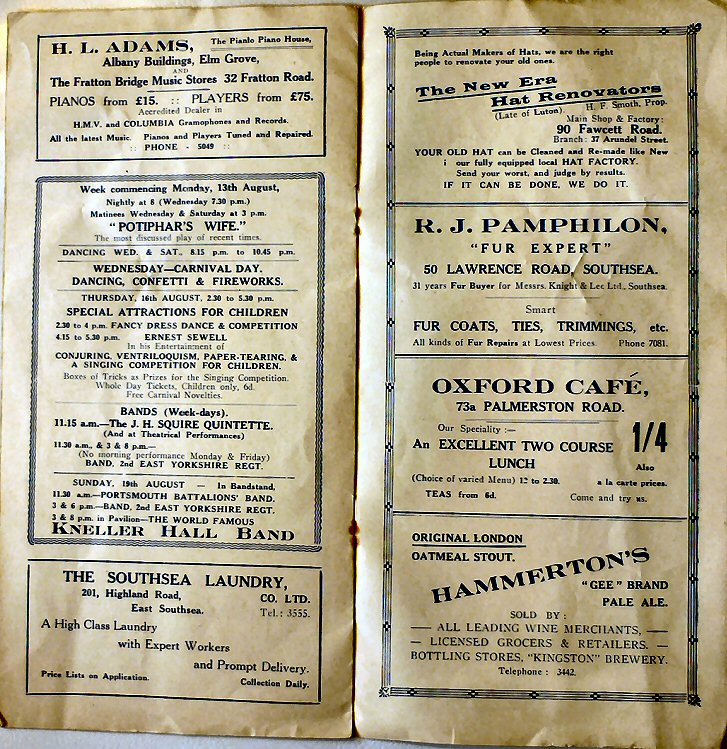 H. L. ADAMS, The Pianlo Piano House,
Albany Buildings, Elm Grove,
AND
The Fratton Bridge Music Stores 32 Fratton Road.
PIANOS from £15. :: PLAYERS from £75.
Accredited Dealer in
H.M.V. and COLUMBIA Gramophones and Records.
All the latest Music. Pianos and Players Tuned and Repaired.
:: PHONE - 5049 ::
Week commencing Monday, 13th August,
Nightly at 8 (Wednesday 7.30 p.m.)
Matinees Wednesday & Saturday at 3 p.m.
"POTIPHAR'S WIFE."
The most discussed play of recent times.
DANCING WED. & SAT., 8.15 p.m. to 10.45 p.m.
WEDNESDAY—CARNIVAL DAY.
DANCING, CONFETTI & FIREWORKS.
THURSDAY, 16th AUGUST, 2.30 to 5.30 p.m.
SPECIAL ATTRACTIONS FOR CHILDREN
2.30 to 4 p.m. FANCY DRESS DANCE & COMPETITION
4.15 to 5.30 p.m. ERNEST SEWELL
In his Entertainment of
CONJURING, VENTRILOQUISM, PAPER-TEARING, &
A SINGING COMPETITION FOR CHILDREN.
Boxes of Tricks as Prizes for the Singing Competition.
Whole Day Tickets, Children only, 6d.
Free Carnival Novelties.
BANDS (Week-days).
11.15 a.m.—The J. H. SQUIRE QUINTETTE.
(And at Theatrical Performances)
11.30 a.m., & 3 & 8 p.m.—
(No morning performance Monday & Friday)
BAND, 2nd EAST YORKSHIRE REGT.
SUNDAY, 19th AUGUST — In Bandstand,
11.30 a.m.—PORTSMOUTH BATTALIONS' BAND.
3 & 6 p.m.—BAND, 2nd EAST YORKSHIRE REGT.
3 & 8 p.m. in Pavilion—THE WORLD FAMOUS
KNELLER HALL BAND
THE SOUTHSEA LAUNDRY,
201, Highland Road, CO. LTD.
East Southsea. Tel.: 3555.
A High Class Laundry
with Expert Workers
and Prompt Delivery.
Price Lists on Application. Collection Daily.
Being Actual Makers of Hats, we are the right
people to renovate your old ones.
The New Era
Hat Renovators
(Late of Luton). H. F. Smoth, Prop.
Main Shop & Factory:
90 Fawcett Road.
Branch: 37 Arundel Street.
YOUR OLD HAT can be Cleaned and Re-made like New
i our fully equipped local HAT FACTORY.
Send your worst, and judge by results.
IF IT CAN BE DONE, WE DO IT.
R. J. PAMPHILON,
"FUR EXPERT"
50 LAWRENCE ROAD, SOUTHSEA.
31 years Fur Buyer for Messrs. Knight & Lee Ltd., Southsea.
Smart
FUR COATS, TIES, TRIMMINGS, etc.
All kinds of Fur Repairs at Lowest Prices. Phone 7081.
OXFORD CAFÉ,
73a PALMERSTON ROAD.
Our Speciality :—
An EXCELLENT TWO COURSE 1/4
LUNCH Also
(Choice of varied Menu) 12 to 2.30. a la carte prices.
TEAS from 6d. Come and try us.
ORIGINAL LONDON
OATMEAL STOUT.
HAMMERTON'S
"GEE" BRAND
PALE ALE.
SOLD BY :
— ALL LEADING WINE MERCHANTS, —
— LICENSED GROCERS & RETAILERS. —
BOTTLING STORES, "KINGSTON" BREWERY.
Telephone : 3442.